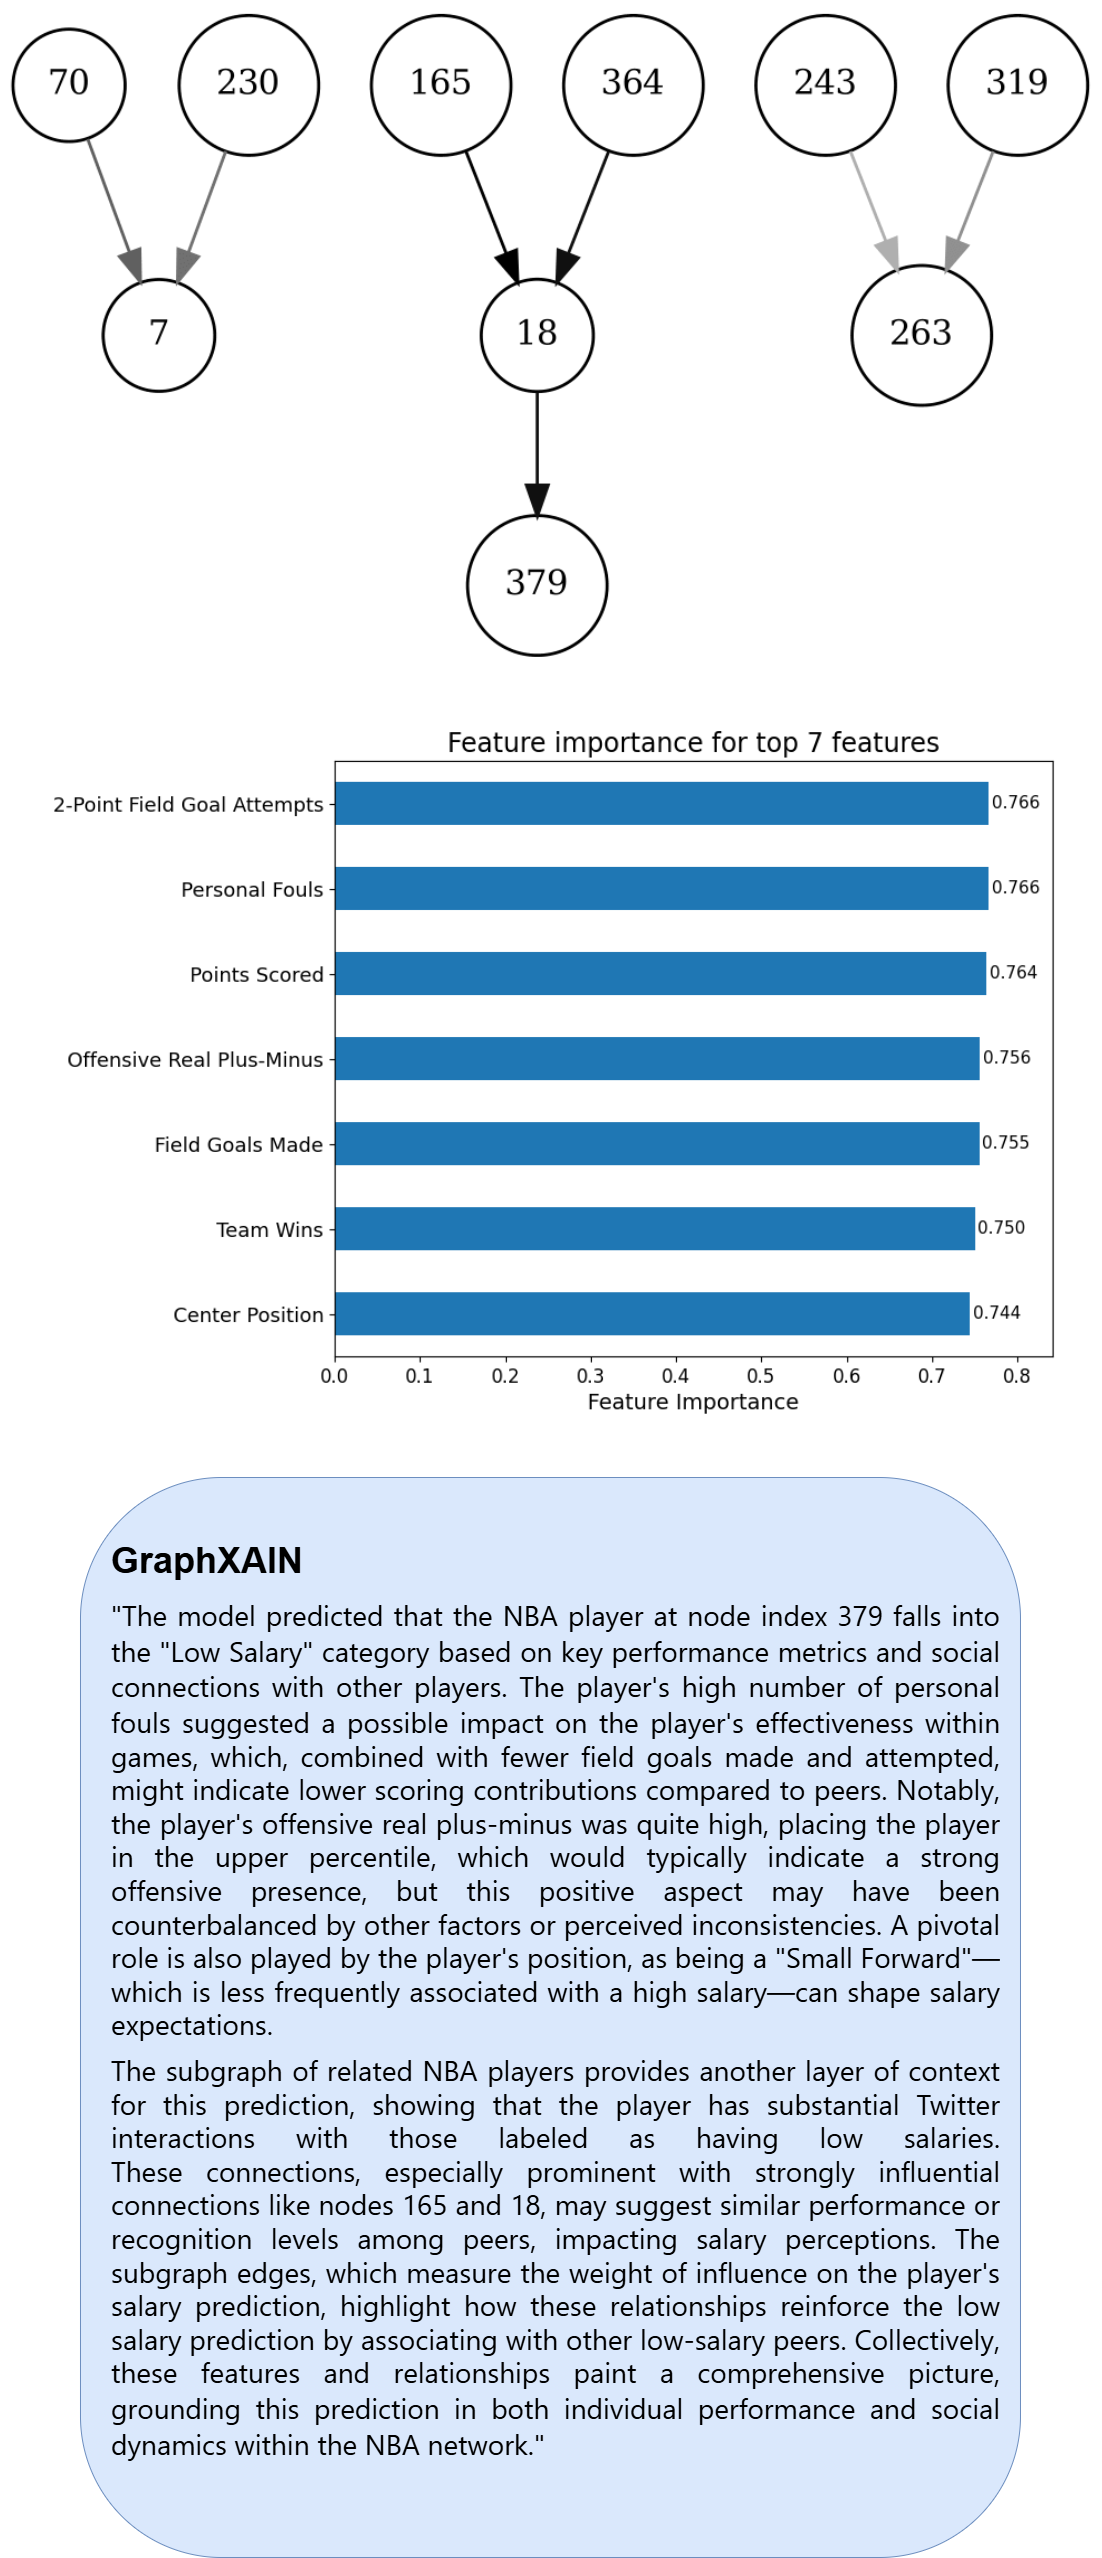 70 230 165 364 243 319
7 18 263
379
Feature importance for top 7 features
2-Point Field Goal Attempts 0.766
Personal Fouls 0.766
Points Scored 0.764
Offensive Real Plus-Minus 0.756
Field Goals Made 0.755
Team Wins 0.750
Center Position 0.744
0.0 0.1 0.2 0.3 0.4 0.5 0.6 0.7 0.8
Feature Importance
GraphXAIN
"The model predicted that the NBA player at node index 379 falls into
the "Low Salary" category based on key performance metrics and social
connections with other players. The player's high number of personal
fouls suggested a possible impact on the player's effectiveness within
games, which, combined with fewer field goals made and attempted,
might indicate lower scoring contributions compared to peers. Notably,
the player's offensive real plus-minus was quite high, placing the player
in the upper percentile, which would typically indicate a strong
offensive presence, but this positive aspect may have been
counterbalanced by other factors or perceived inconsistencies. A pivotal
role is also played by the player's position, as being a "Small Forward"—
which is less frequently associated with a high salary—can shape salary
expectations.
The subgraph of related NBA players provides another layer of context
for this prediction, showing that the player has substantial Twitter
interactions with those labeled as having low salaries.
These connections, especially prominent with strongly influential
connections like nodes 165 and 18, may suggest similar performance or
recognition levels among peers, impacting salary perceptions. The
subgraph edges, which measure the weight of influence on the player's
salary prediction, highlight how these relationships reinforce the low
salary prediction by associating with other low-salary peers. Collectively,
these features and relationships paint a comprehensive picture,
grounding this prediction in both individual performance and social
dynamics within the NBA network."